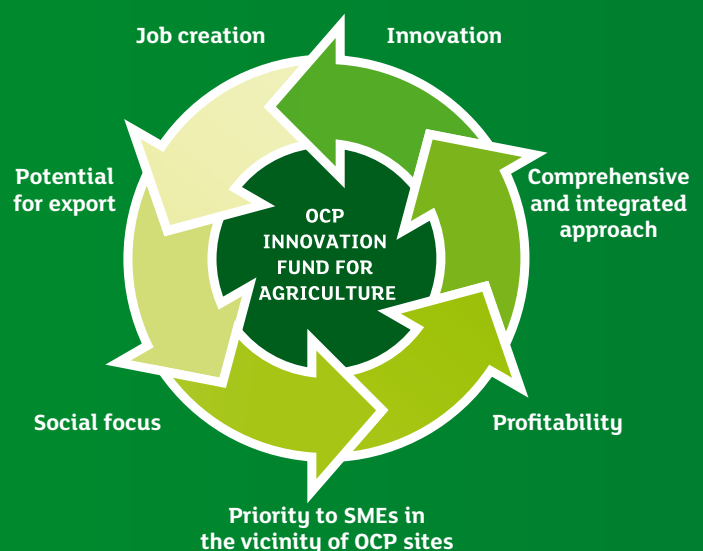 Job creation
Innovation
Potential
for export
Comprehensive
and integrated
approach
OCP
INNOVATION
FUND FOR
AGRICULTURE
Social focus
Profitability
Priority to SMEs in
the vicinity of OCP sites